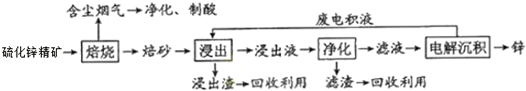 含尘烟气→净化、制酸
废电积液
硫化锌精矿→焙烧→焙砂→浸出→浸出液→净化→滤液→电解沉积→锌
浸出渣→回收利用 滤渣→回收利用